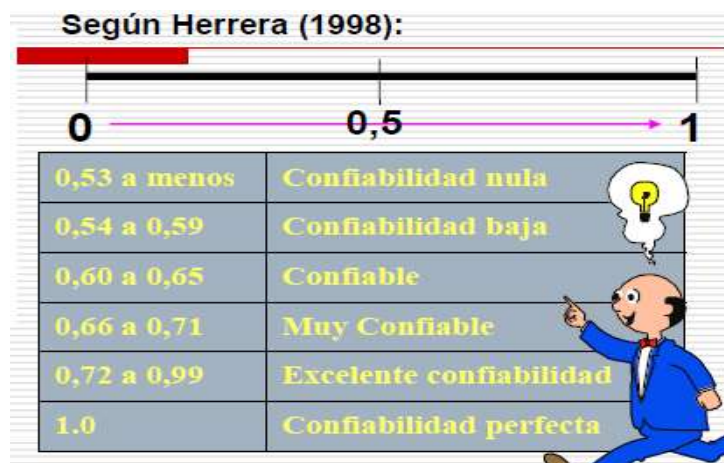 Según Herrera (1998):
0 0,5 1
0,53 a menos Confiabilidad nula
0,54 a 0,59 Confiabilidad baja
0,60 a 0,65 Confiable
0,66 a 0,71 Muy Confiable
0,72 a 0,99 Excelente confiabilidad
1.0 Confiabilidad perfecta